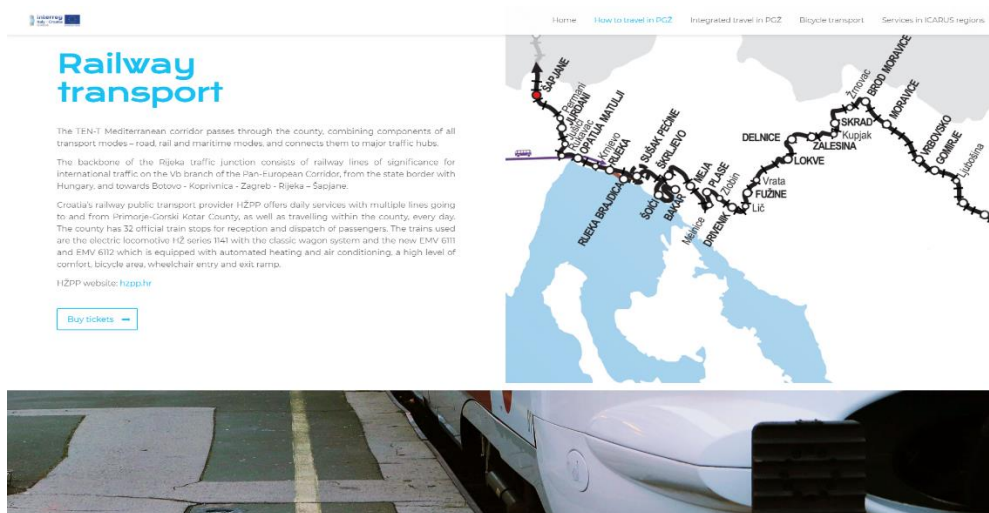 interreg
Italy - Croatia
Home
How to travel in PGŽ
Integrated travel in PGŽ
Bicycle transport
Services in ICARUS regions
Railway
transport
The TEN-T Mediterranean corridor passes through the county, combining components of all
transport modes – road, rail and maritime modes, and connects them to major traffic hubs.
The backbone of the Rijeka traffic junction consists of railway lines of significance for
international traffic on the Vb branch of the Pan-European Corridor, from the state border with
Hungary, and towards Botovo - Koprivnica - Zagreb - Rijeka – Šapjane.
Croatia's railway public transport provider HŽPP offers daily services with multiple lines going
to and from Primorje-Gorski Kotar County, as well as travelling within the county, every day.
The county has 32 official train stops for reception and dispatch of passengers. The trains used
are the electric locomotive HŽ series 1141 with the classic wagon system and the new EMV 6111
and EMV 6112 which is equipped with automated heating and air conditioning, a high level of
comfort, bicycle area, wheelchair entry and exit ramp.
HŽPP website: hzpp.hr
Buy tickets →
ŠAPJANE
Permani
JURDANI
Rukavac
OPATIJA MATULJI
Krnjevo
RIJEKA
RIJEKA BRAJDICA
SUŠAK PEĆINE
ŠKRLJEVO
ŠOIĆI
BAKAR
MEJA
PLASE
Zlobin
Melnice
DRIVENIK
Lič
FUŽINE
Vrata
LOKVE
DELNICE
ZALESINA
Kupjak
SKRAD
Žrnovac
BROD MORAVICE
MORAVICE
VRBOVSKO
GOMIRJE
Ljubošina